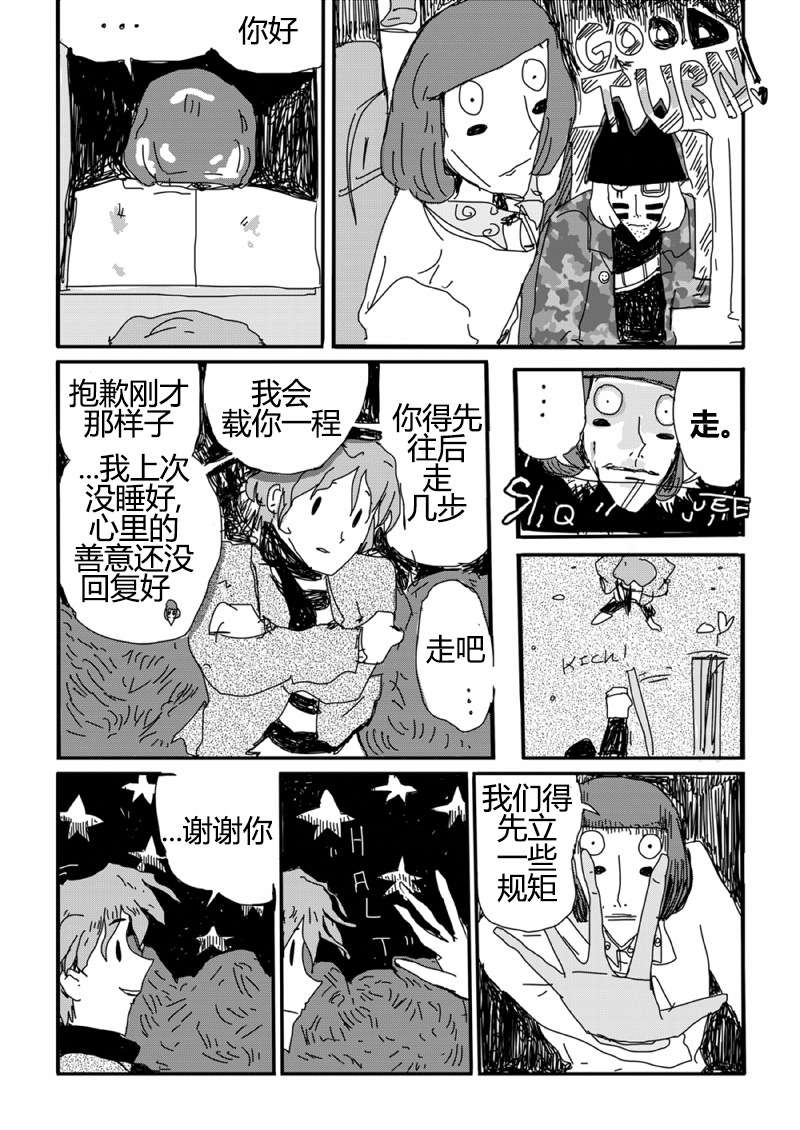 ...
你好
GOOD
TURN!
抱歉刚才
那样子
...我上次
没睡好,
心里的
善意还没
回复好
我会
载你一程
你得先
往后
走
几步
走吧
...
...
走。
KICH!
...谢谢你
HALT
我们得
先立一些
规矩